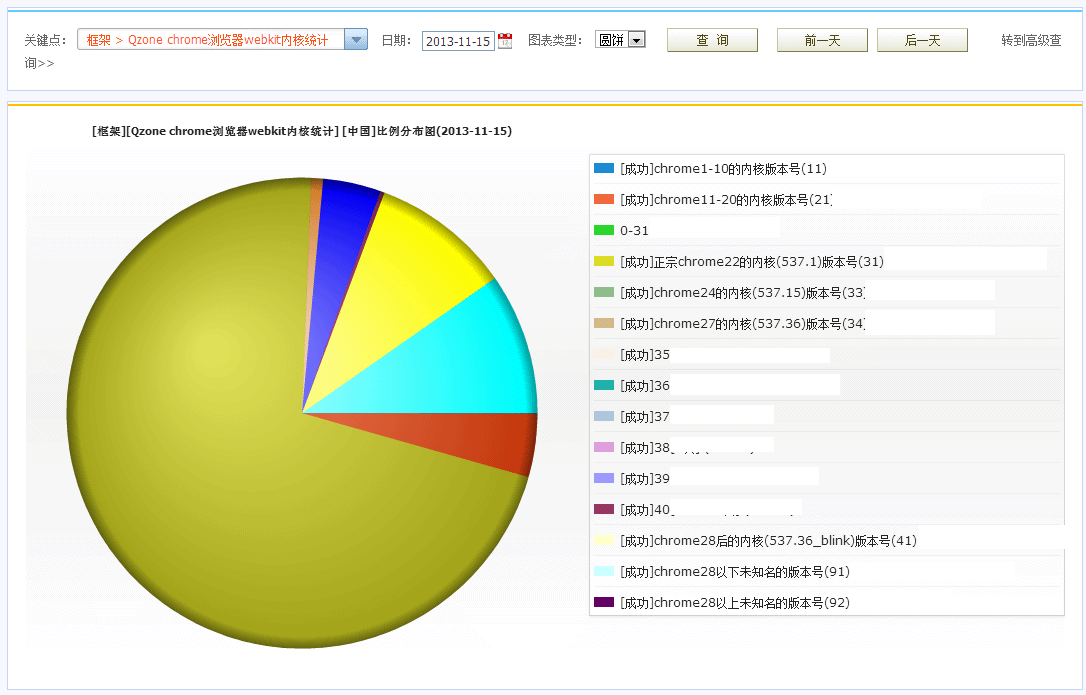 关键点： 框架 > Qzone chrome浏览器webkit内核统计 日期： 2013-11-15 图表类型： 圆饼 查 询 前一天 后一天 转到高级查
询>>
[框架][Qzone chrome浏览器webkit内核统计] [中国]比例分布图(2013-11-15)
[成功]chrome1-10的内核版本号(11)
[成功]chrome11-20的内核版本号(21)
0-31
[成功]正宗chrome22的内核(537.1)版本号(31)
[成功]chrome24的内核(537.15)版本号(33)
[成功]chrome27的内核(537.36)版本号(34)
[成功]35
[成功]36
[成功]37
[成功]38
[成功]39
[成功]40
[成功]chrome28后的内核(537.36_blink)版本号(41)
[成功]chrome28以下未知名的版本号(91)
[成功]chrome28以上未知名的版本号(92)